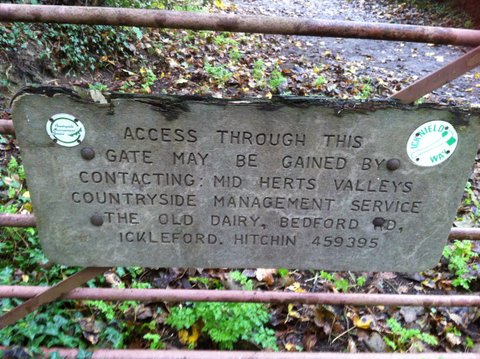 ACCESS THROUGH THIS
GATE MAY BE GAINED BY
CONTACTING: MID HERTS VALLEYS
COUNTRYSIDE MANAGEMENT SERVICE
THE OLD DAIRY, BEDFORD RD,
ICKLEFORD. HITCHIN 459395
ICKNIELD
WAY